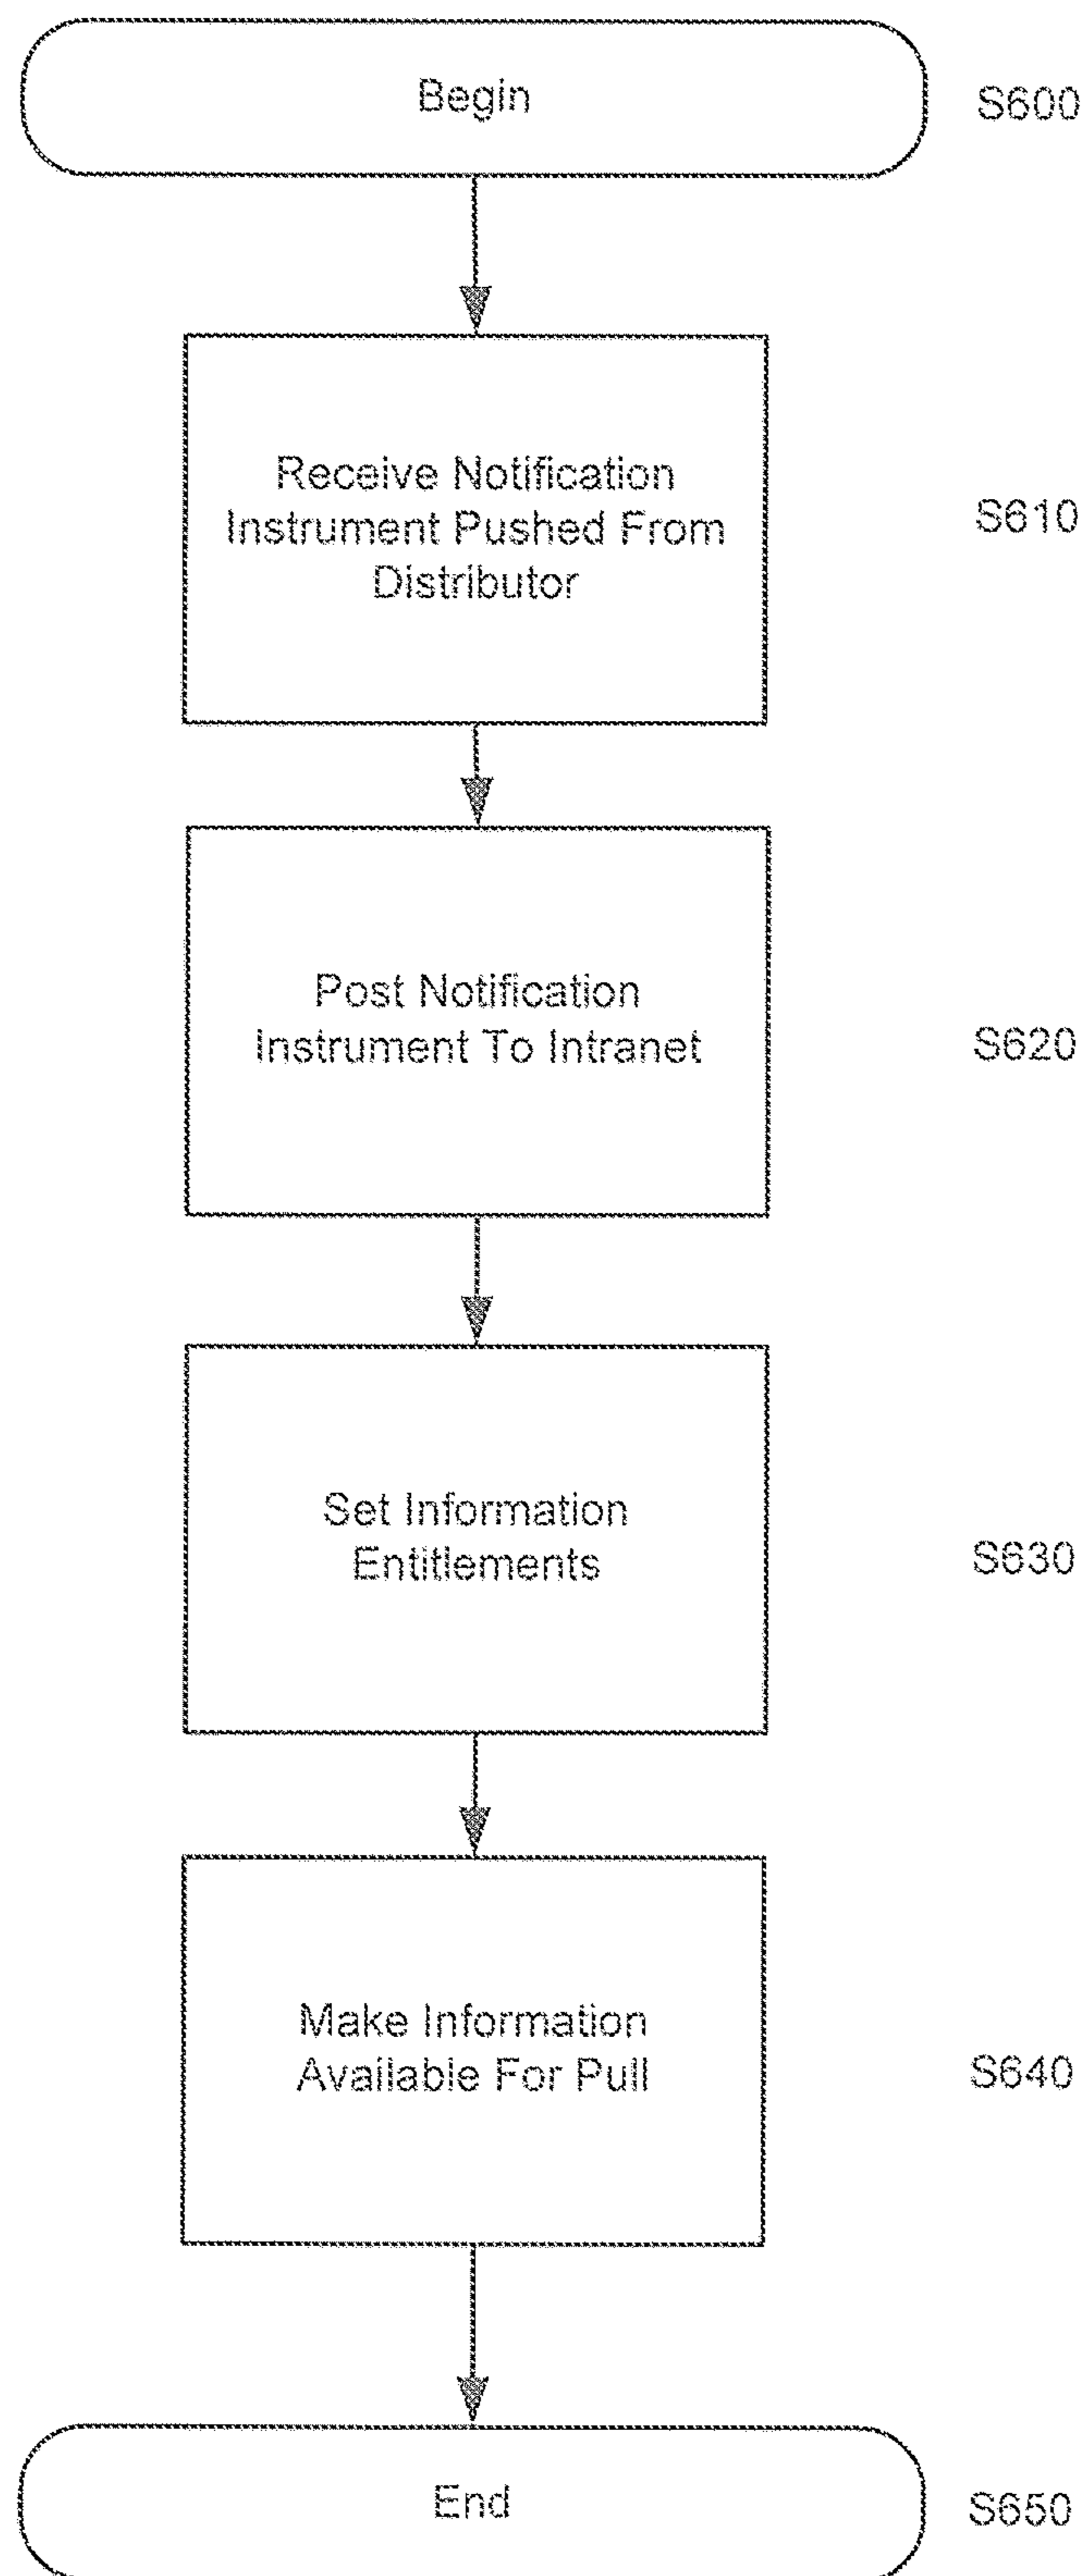 Begin
S600
Receive Notification
Instrument Pushed From
Distributor
S610
Post Notification
Instrument To Intranet
S620
Set Information
Entitlements
S630
Make Information
Available For Pull
S640
End
S650